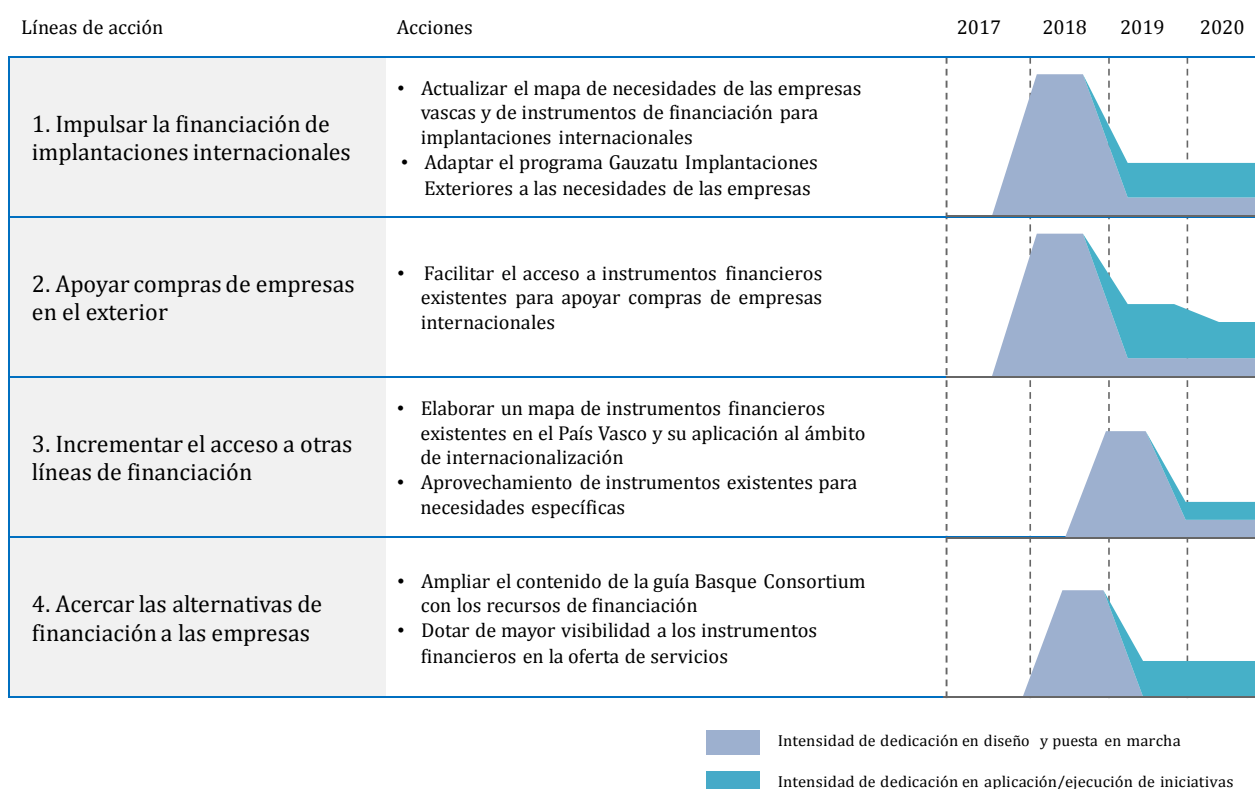 Líneas de acción Acciones 2017 2018 2019 2020
1. Impulsar la financiación de
implantaciones internacionales
• Actualizar el mapa de necesidades de las empresas
vascas y de instrumentos de financiación para
implantaciones internacionales
• Adaptar el programa Gauzatu Implantaciones
Exteriores a las necesidades de las empresas
2. Apoyar compras de empresas
en el exterior
• Facilitar el acceso a instrumentos financieros
existentes para apoyar compras de empresas
internacionales
3. Incrementar el acceso a otras
líneas de financiación
• Elaborar un mapa de instrumentos financieros
existentes en el País Vasco y su aplicación al ámbito
de internacionalización
• Aprovechamiento de instrumentos existentes para
necesidades específicas
4. Acercar las alternativas de
financiación a las empresas
• Ampliar el contenido de la guía Basque Consortium
con los recursos de financiación
• Dotar de mayor visibilidad a los instrumentos
financieros en la oferta de servicios
Intensidad de dedicación en diseño y puesta en marcha
Intensidad de dedicación en aplicación/ejecución de iniciativas